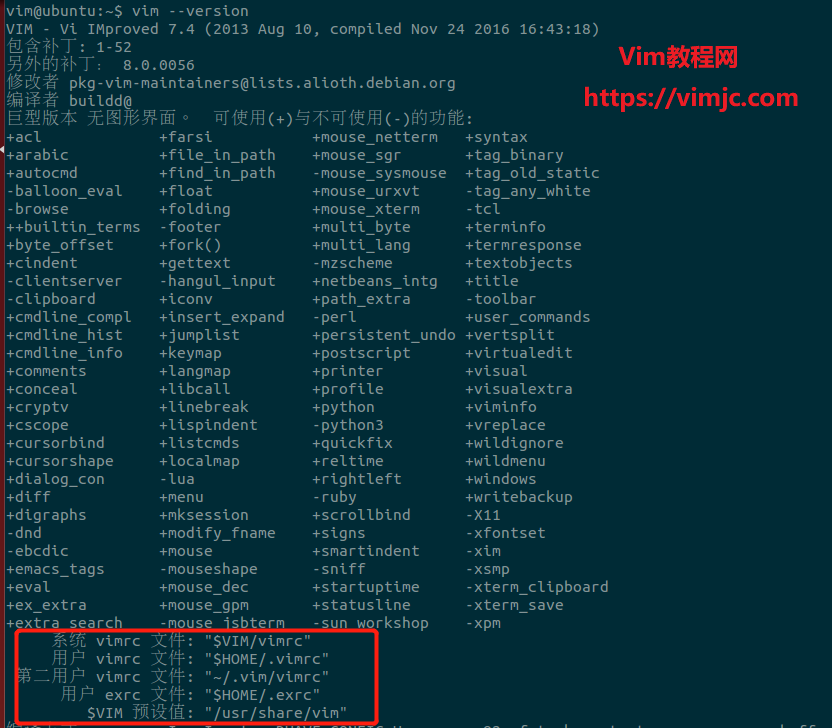 vim@ubuntu:~$ vim --version
VIM - Vi IMproved 7.4 (2013 Aug 10, compiled Nov 24 2016 16:43:18)
包含补丁: 1-52
另外的补丁: 8.0.0056
修改者 pkg-vim-maintainers@lists.alioth.debian.org
编译者 buildd@
Vim教程网
https://vimjc.com
巨型版本 无图形界面。 可使用(+)与不可使用(-)的功能:
+acl +farsi +mouse_netterm +syntax
+arabic +file_in_path +mouse_sgr +tag_binary
+autocmd +find_in_path -mouse_sysmouse +tag_old_static
-balloon_eval +float +mouse_urxvt -tag_any_white
-browse +folding +mouse_xterm -tcl
++builtin_terms -footer +multi_byte +terminfo
+byte_offset +fork() +multi_lang +termresponse
+cindent +gettext -mzscheme +textobjects
-clientserver -hangul_input +netbeans_intg +title
-clipboard +iconv +path_extra -toolbar
+cmdline_compl +insert_expand -perl +user_commands
+cmdline_hist +jumplist +persistent_undo +vertsplit
+cmdline_info +keymap +postscript +virtualedit
+comments +langmap +printer +visual
+conceal +libcall +profile +visualextra
+cryptv +linebreak +python +viminfo
+cscope +lispindent -python3 +vreplace
+cursorbind +listcmds +quickfix +wildignore
+cursorshape +localmap +reltime +wildmenu
+dialog_con -lua +rightleft +windows
+diff +menu -ruby +writebackup
+digraphs +mksession +scrollbind -X11
-dnd +modify_fname +signs -xfontset
-ebcdic +mouse +smartindent -xim
+emacs_tags -mouseshape -sniff -xsmp
+eval +mouse_dec +startuptime -xterm_clipboard
+ex_extra +mouse_gpm +statusline -xterm_save
+extra_search -mouse_jsbterm -sun_workshop -xpm
系统 vimrc 文件: "$VIM/vimrc"
用户 vimrc 文件: "$HOME/.vimrc"
第二用户 vimrc 文件: "~/.vim/vimrc"
用户 exrc 文件: "$HOME/.exrc"
$VIM 预设值: "/usr/share/vim"